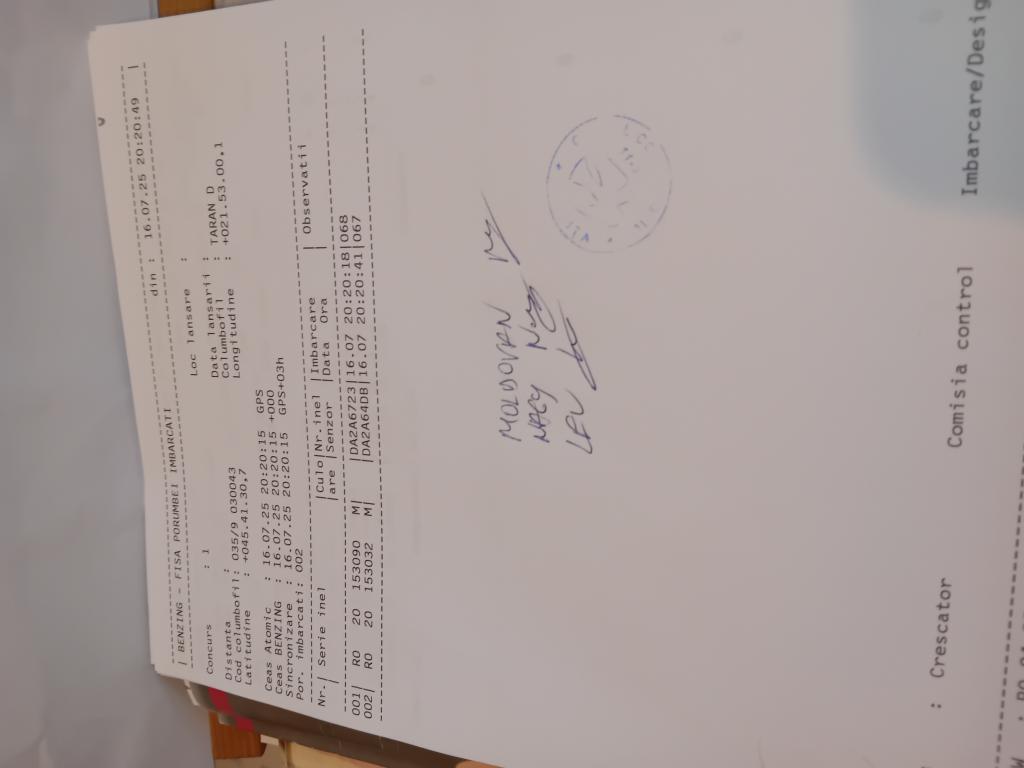 | BENZING - FISA PORUMBEI IMBARCATI din : 16.07.25 20:20:49 |
Concurs : 1 Loc lansare :
Distanta : Data lansarii :
Cod columbofil: 035/9 030043 Columbofil : TARAN D
Latitudine : +045.41.30,7 Longitudine : +021.53.00,1
Ceas Atomic : 16.07.25 20:20:15 GPS
Ceas BENZING : 16.07.25 20:20:15 +000
Sincronizare : 16.07.25 20:20:15 GPS+03h
Por. imbarcati: 002
Nr.| Serie inel |Culo|Nr.inel |Imbarcare | Observatii
|are |Senzor |Data Ora |
001| RO 20 153090 M| |DA2A6723|16.07 20:20:18|068
002| RO 20 153032 M| |DA2A64DB|16.07 20:20:41|067
MOLDOVAN
NAGY
: Crescator Comisia control Imbarcare/Desig